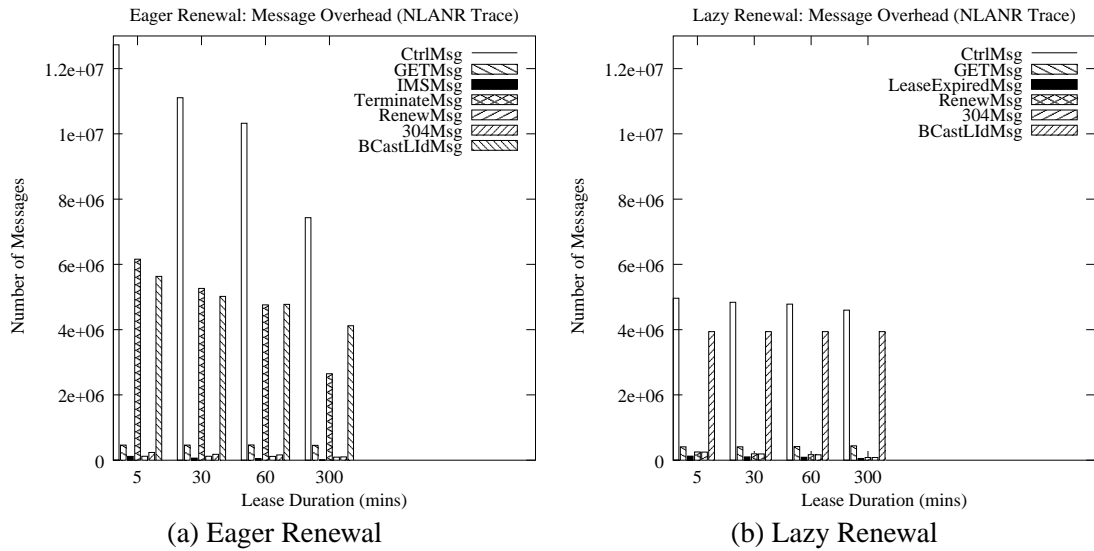 Eager Renewal: Message Overhead (NLANR Trace)
Number of Messages
1.2e+07
1e+07
8e+06
6e+06
4e+06
2e+06
0
CtrlMsg
GETMsg
IMSMsg
TerminateMsg
RenewMsg
304Msg
BCastLIdMsg
5 30 60 300
Lease Duration (mins)
(a) Eager Renewal
Lazy Renewal: Message Overhead (NLANR Trace)
Number of Messages
1.2e+07
1e+07
8e+06
6e+06
4e+06
2e+06
0
CtrlMsg
GETMsg
LeaseExpiredMsg
RenewMsg
304Msg
BCastLIdMsg
5 30 60 300
Lease Duration (mins)
(b) Lazy Renewal